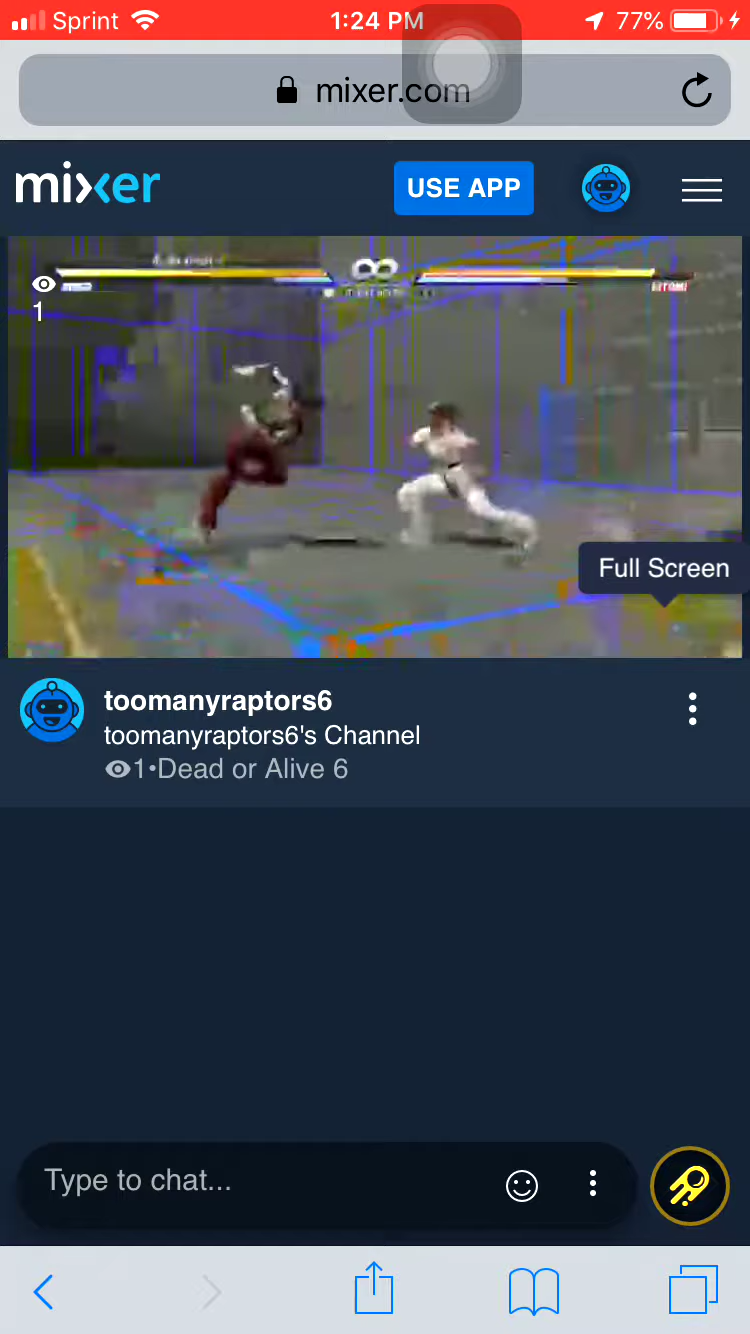 Sprint 1:24 PM 77%
mixer.com
mixer USE APP
1
HITOMI
Full Screen
toomanyraptors6
toomanyraptors6's Channel
1•Dead or Alive 6
Type to chat...